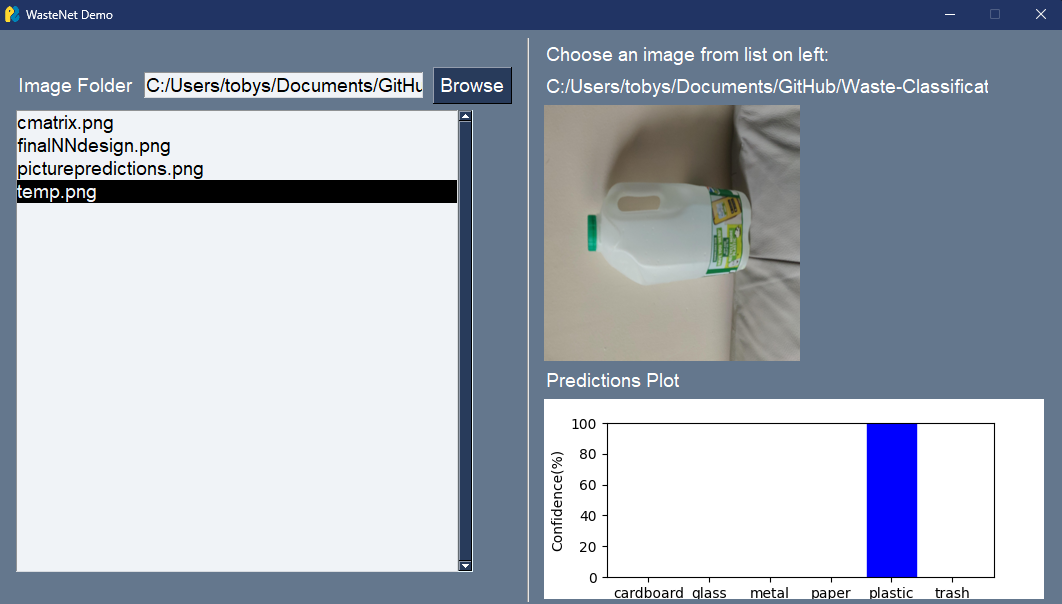 WasteNet Demo
Image Folder C:/Users/tobys/Documents/GitHu Browse
cmatrix.png
finalNNdesign.png
picturepredictions.png
temp.png
Choose an image from list on left:
C:/Users/tobys/Documents/GitHub/Waste-Classificat
Predictions Plot
Confidence(%)
100
80
60
40
20
0
cardboard glass metal paper plastic trash